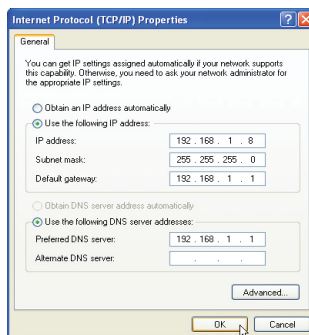 Internet Protocol (TCP/IP) Properties
General
You can get IP settings assigned automatically if your network supports
this capability. Otherwise, you need to ask your network administrator for
the appropriate IP settings.
Obtain an IP address automatically
Use the following IP address:
IP address: 192 . 168 . 1 . 8
Subnet mask: 255 . 255 . 255 . 0
Default gateway: 192 . 168 . 1 . 1
Obtain DNS server address automatically
Use the following DNS server addresses:
Preferred DNS server: 192 . 168 . 1 . 1
Alternate DNS server: . . .
Advanced...
OK Cancel